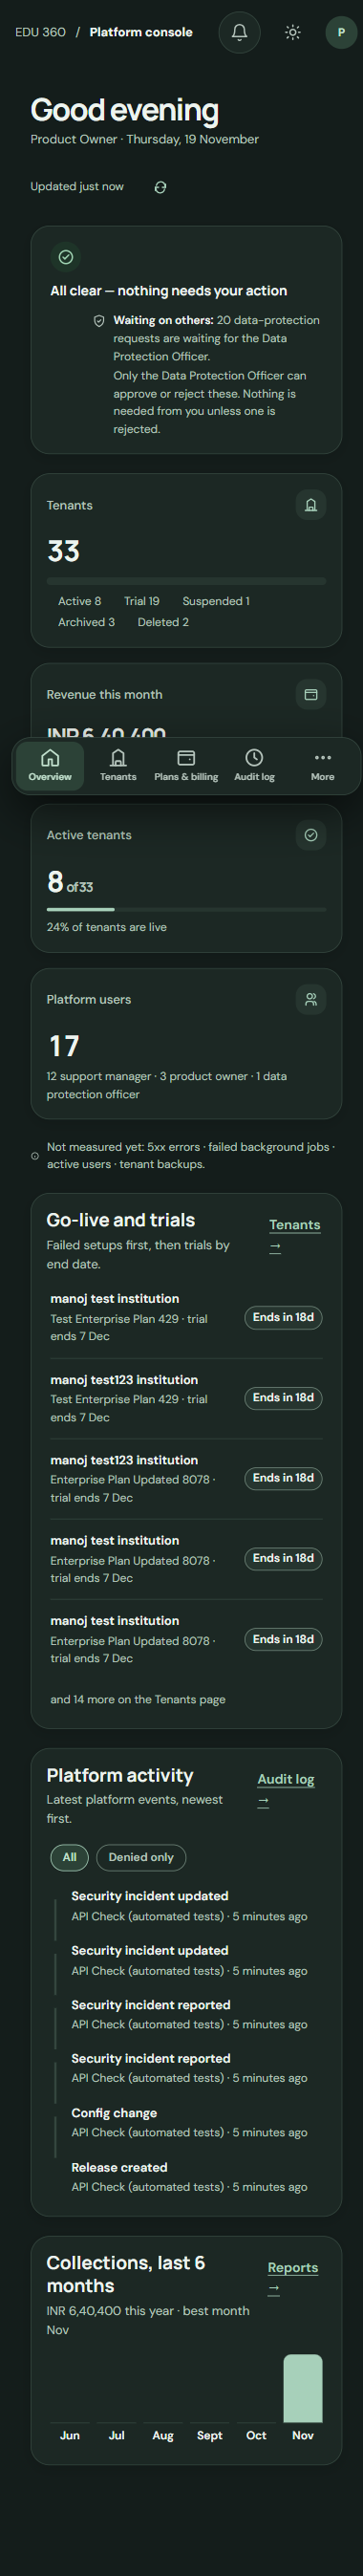 EDU 360 / Platform console
P
Good evening
Product Owner · Thursday, 19 November
Updated just now
All clear — nothing needs your action
Waiting on others: 20 data-protection
requests are waiting for the Data
Protection Officer.
Only the Data Protection Officer can
approve or reject these. Nothing is
needed from you unless one is
rejected.
Tenants
33
Active 8 Trial 19 Suspended 1
Archived 3 Deleted 2
Revenue this month
INR 6,40,400
Overview Tenants Plans & billing Audit log More
Active tenants
8 of33
24% of tenants are live
Platform users
17
12 support manager · 3 product owner · 1 data
protection officer
Not measured yet: 5xx errors · failed background jobs ·
active users · tenant backups.
Go-live and trials
Tenants
→
Failed setups first, then trials by
end date.
manoj test institution
Test Enterprise Plan 429 · trial
ends 7 Dec
Ends in 18d
manoj test123 institution
Test Enterprise Plan 429 · trial
ends 7 Dec
Ends in 18d
manoj test123 institution
Enterprise Plan Updated 8078 ·
trial ends 7 Dec
Ends in 18d
manoj test institution
Enterprise Plan Updated 8078 ·
trial ends 7 Dec
Ends in 18d
manoj test institution
Enterprise Plan Updated 8078 ·
trial ends 7 Dec
Ends in 18d
and 14 more on the Tenants page
Platform activity
Audit log
→
Latest platform events, newest
first.
All Denied only
Security incident updated
API Check (automated tests) · 5 minutes ago
Security incident updated
API Check (automated tests) · 5 minutes ago
Security incident reported
API Check (automated tests) · 5 minutes ago
Security incident reported
API Check (automated tests) · 5 minutes ago
Config change
API Check (automated tests) · 5 minutes ago
Release created
API Check (automated tests) · 5 minutes ago
Collections, last 6
months
Reports
→
INR 6,40,400 this year · best month
Nov
Jun Jul Aug Sept Oct Nov